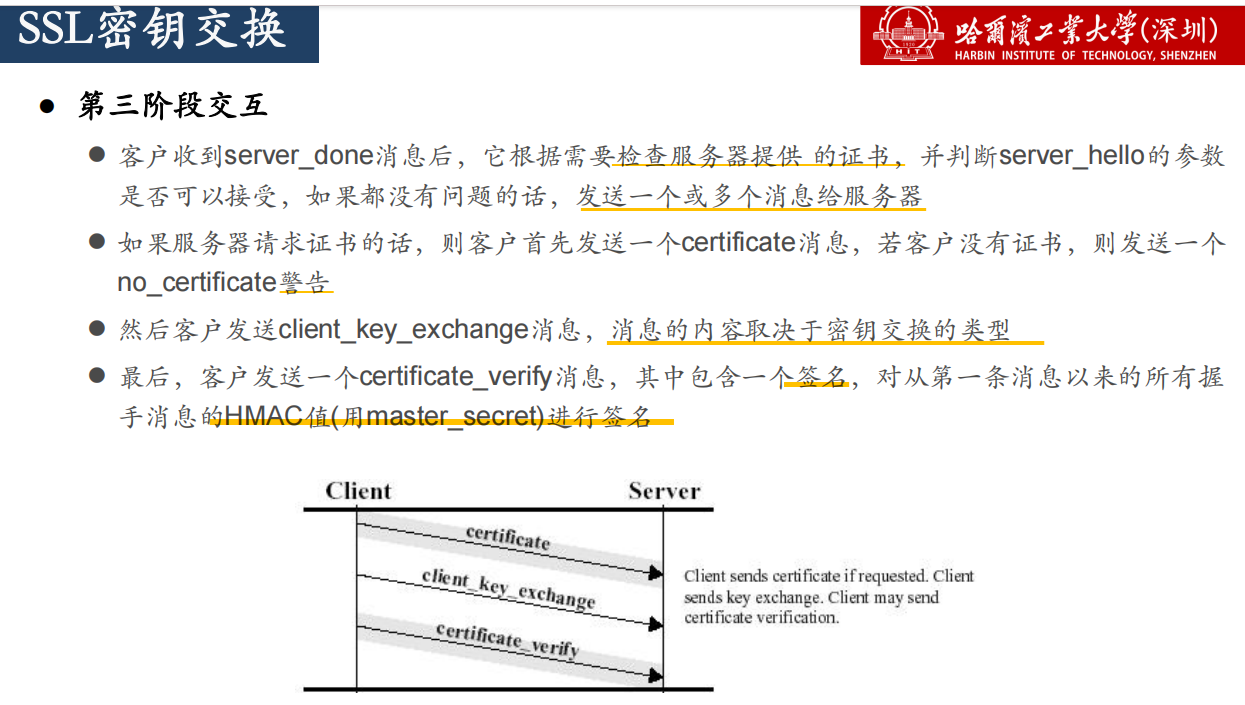 SSL密钥交换
哈爾濱工業大學(深圳)
HARBIN INSTITUTE OF TECHNOLOGY, SHENZHEN
● 第三阶段交互
● 客户收到server_done消息后，它根据需要检查服务器提供 的证书，并判断server_hello的参数
是否可以接受，如果都没有问题的话，发送一个或多个消息给服务器
● 如果服务器请求证书的话，则客户首先发送一个certificate消息，若客户没有证书，则发送一个
no_certificate警告
● 然后客户发送client_key_exchange消息，消息的内容取决于密钥交换的类型
● 最后，客户发送一个certificate_verify消息，其中包含一个签名，对从第一条消息以来的所有握
手消息的HMAC值(用master_secret)进行签名
Client Server
certificate
client_key_exchange
certificate_verify
Client sends certificate if requested. Client
sends key exchange. Client may send
certificate verification.